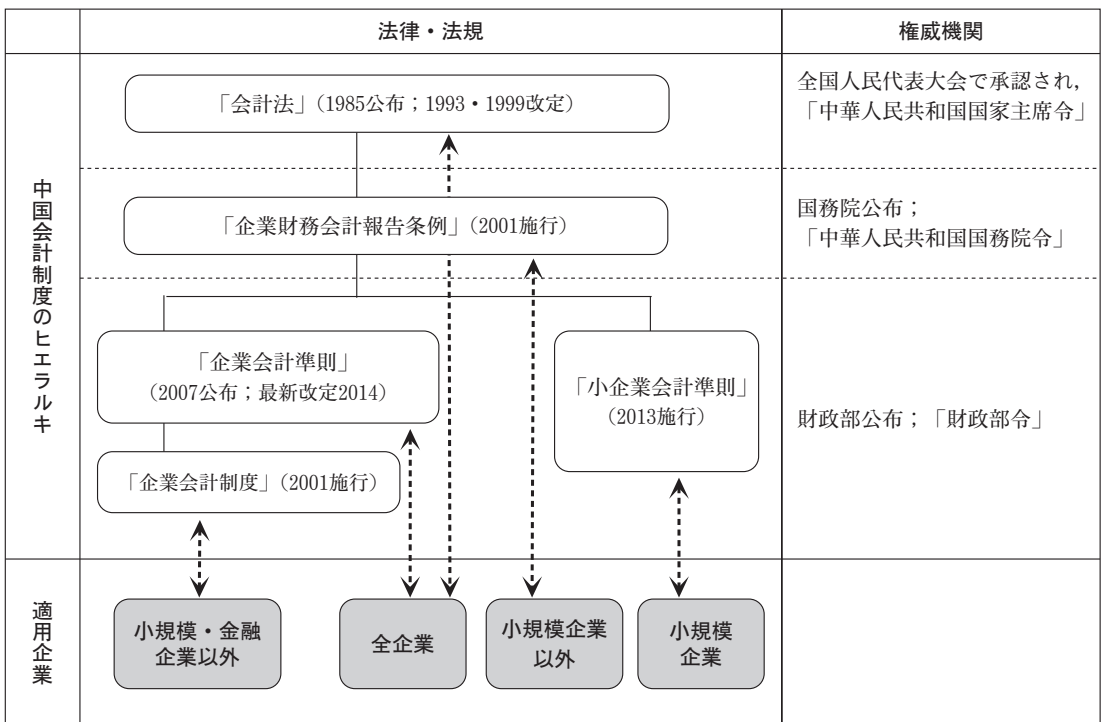 法律・法規
権威機関
中国会計制度のヒエラルキ
「会計法」（1985公布；1993・1999改定）
全国人民代表大会で承認され，
「中華人民共和国国家主席令」
「企業財務会計報告条例」（2001施行）
国務院公布；
「中華人民共和国国務院令」
「企業会計準則」
（2007公布；最新改定2014）
「小企業会計準則」
（2013施行）
財政部公布；「財政部令」
「企業会計制度」（2001施行）
適用企業
小規模・金融
企業以外
全企業
小規模企業
以外
小規模
企業